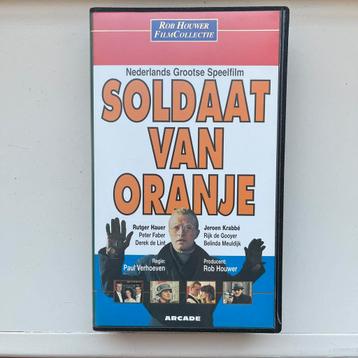 ROB HOUWER
FILMCOLLECTIE
Nederlands Grootse Speelfilm
SOLDAAT
VAN
ORANJE
Rutger Hauer Jeroen Krabbé
Peter Faber Rijk de Gooyer
Derek de Lint Belinda Meuldijk
Regie: Producent:
Paul Verhoeven Rob Houwer
ARCADE